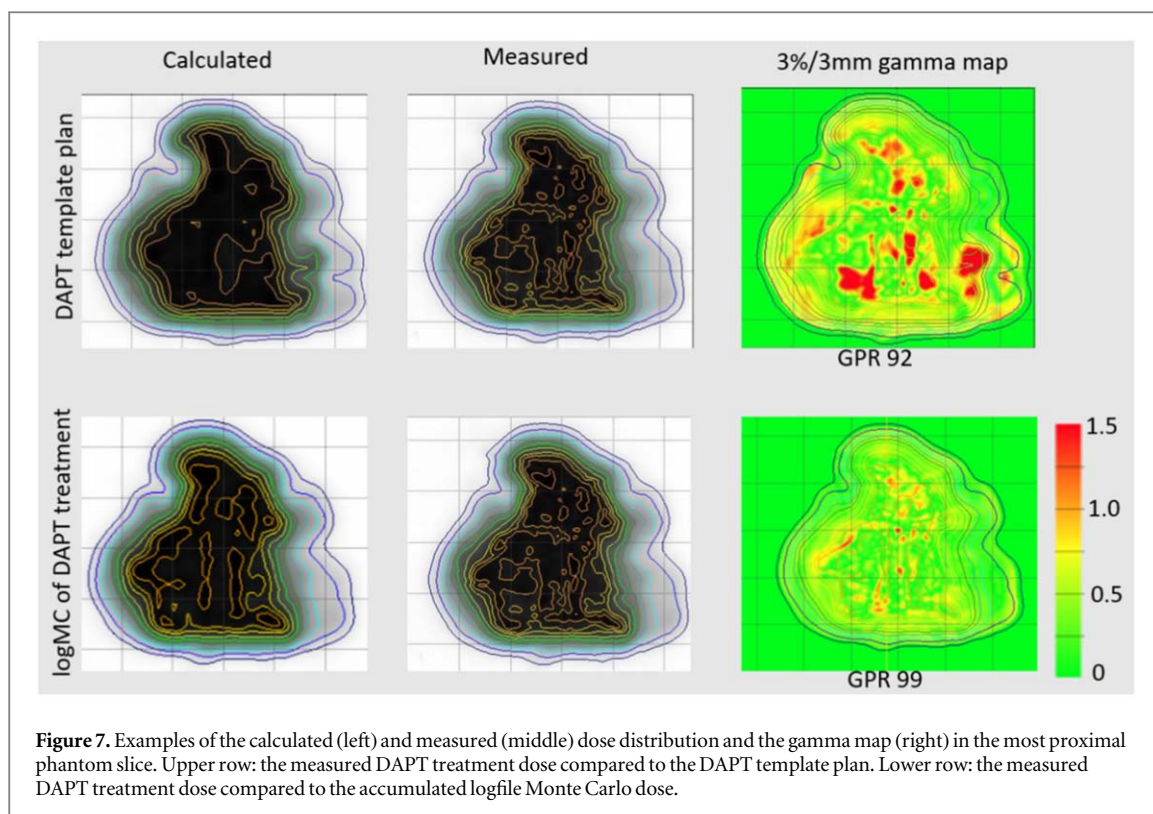 Calculated
Measured
3%/3mm gamma map
DAPT template plan
GPR 92
logMC of DAPT treatment
1.5
1.0
0.5
0
GPR 99
Figure 7. Examples of the calculated (left) and measured (middle) dose distribution and the gamma map (right) in the most proximal
phantom slice. Upper row: the measured DAPT treatment dose compared to the DAPT template plan. Lower row: the measured
DAPT treatment dose compared to the accumulated logfile Monte Carlo dose.